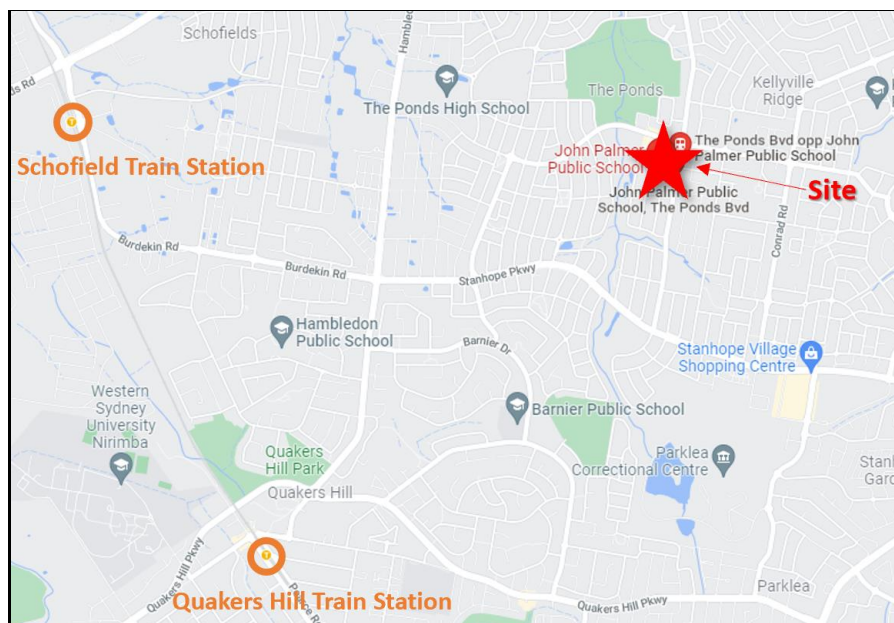 Schofields
Hambl
ds Rd
The Ponds High School
The Ponds
Kellyville
Ridge
Schofield Train Station
John Palmer
Public School
The Ponds Bvd opp John
Palmer Public School
Site
John Palmer Public
School, The Ponds Bvd
Conrad Rd
Burdekin Rd
Burdekin Rd
Stanhope Pkwy
Hambledon
Public School
Barnier Dr
Stanhope Village
Shopping Centre
Western
Sydney
University
Nirimba
Barnier Public School
Quakers
Hill Park
Parklea
Correctional Centre
Stanh
Gard
Quakers Hill
Quakers Hill Pkwy
Quakers Hill Train Station
Quakers Hill Pkwy
Parklea